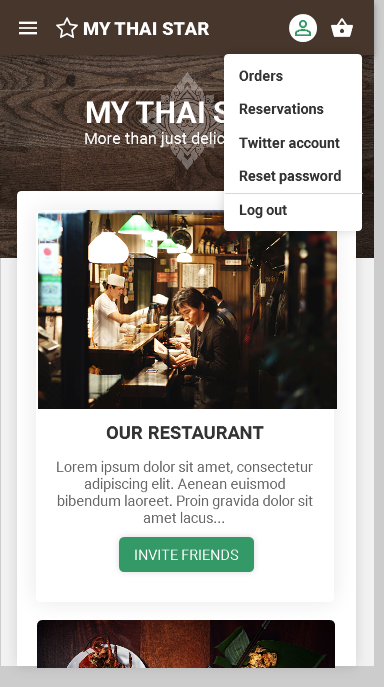 MY THAI STAR
Orders
Reservations
Twitter account
Reset password
Log out
MY THAI S
More than just delic
OUR RESTAURANT
Lorem ipsum dolor sit amet, consectetur
adipiscing elit. Aenean euismod
bibendum laoreet. Proin gravida dolor sit
amet lacus...
INVITE FRIENDS